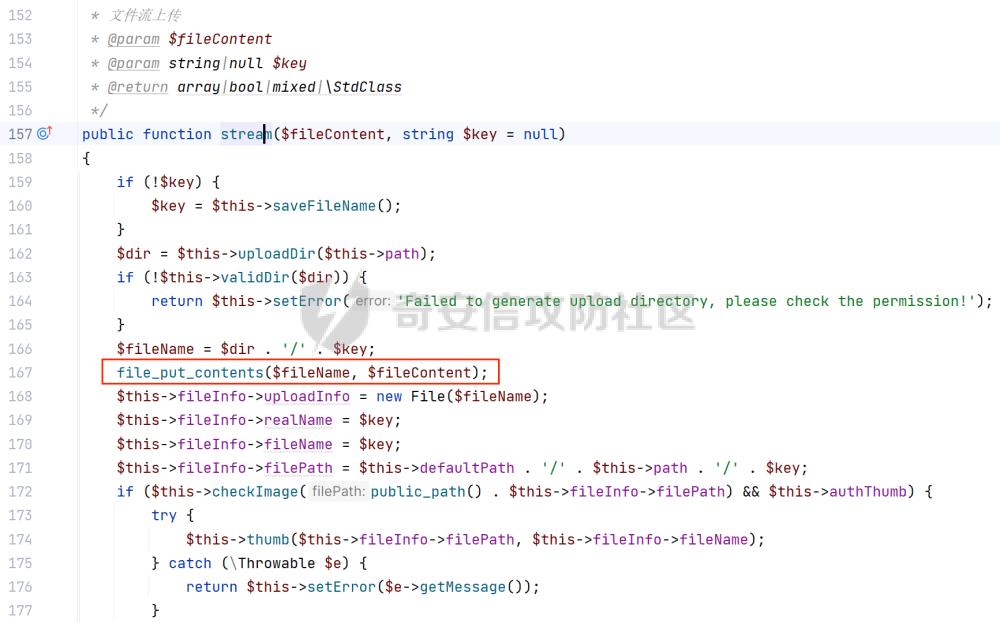 152 * 文件流上传
153 * @param $fileContent
154 * @param string|null $key
155 * @return array|bool|mixed|\StdClass
156 */
157 public function stream($fileContent, string $key = null)
158 {
159 if (!$key) {
160 $key = $this->saveFileName();
161 }
162 $dir = $this->uploadDir($this->path);
163 if (!$this->validDir($dir)) {
164 return $this->setError( error: 'Failed to generate upload directory, please check the permission!');
165 }
奇安信攻防社区
166 $fileName = $dir . '/' . $key;
167 file_put_contents($fileName, $fileContent);
168 $this->fileInfo->uploadInfo = new File($fileName);
169 $this->fileInfo->realName = $key;
170 $this->fileInfo->fileName = $key;
171 $this->fileInfo->filePath = $this->defaultPath . '/' . $this->path . '/' . $key;
172 if ($this->checkImage( filePath: public_path() . $this->fileInfo->filePath) && $this->authThumb) {
173 try {
174 $this->thumb($this->fileInfo->filePath, $this->fileInfo->fileName);
175 } catch (\Throwable $e) {
176 return $this->setError($e->getMessage());
177 }